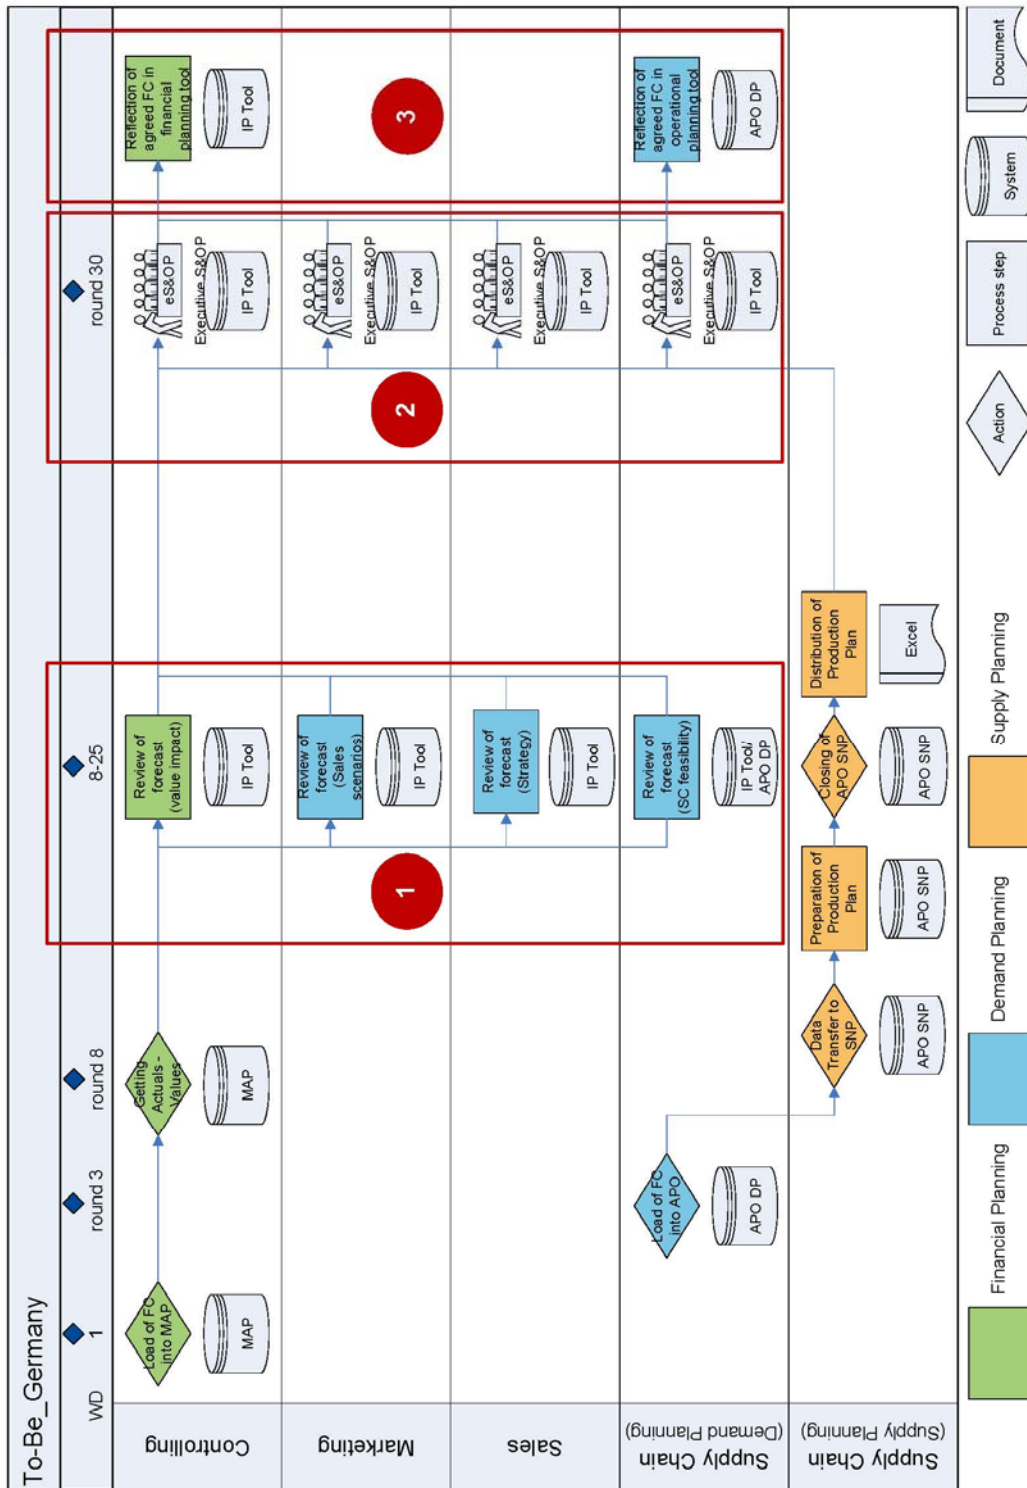 To-Be_Germany
WD
1
round 3
round 8
8-25
round 30
Controlling
Load of FC
into MAP
MAP
Getting
Actuals -
Values
MAP
Review of
forecast
(value impact)
IP Tool
eS&OP
Executive S&OP
IP Tool
Reflection of
agreed FC in
financial
planning tool
IP Tool
Marketing
Review of
forecast
(Sales
scenarios)
IP Tool
eS&OP
Executive S&OP
IP Tool
1
2
3
Sales
Review of
forecast
(Strategy)
IP Tool
eS&OP
Executive S&OP
IP Tool
Supply Chain
(Demand Planning)
Load of FC
into APO
APO DP
Review of
forecast
(SC feasibility)
IP Tool/
APO DP
eS&OP
Executive S&OP
IP Tool
Reflection of
agreed FC in
operational
planning tool
APO DP
Supply Chain
(Supply Planning)
Data
Transfer to
SNP
APO SNP
Preparation of
Production
Plan
APO SNP
Closing of
APO SNP
APO SNP
Distribution of
Production
Plan
Excel
Financial Planning
Demand Planning
Supply Planning
Action
Process step
System
Document